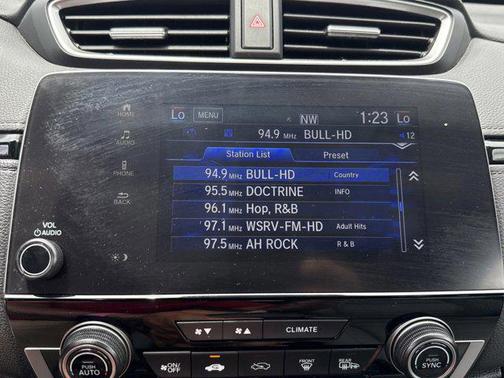 Lo MENU NW 1:23 Lo
94.9 MHz BULL-HD 12
Station List Preset
94.9 MHz BULL-HD Country
95.5 MHz DOCTRINE INFO
96.1 MHz Hop, R&B
97.1 MHz WSRV-FM-HD Adult Hits
97.5 MHz AH ROCK R & B
HOME
AUDIO
PHONE
BACK
VOL
AUDIO
CLIMATE
PUSH
AUTO
ON/
OFF
FRONT
REAR
PUSH
SYNC